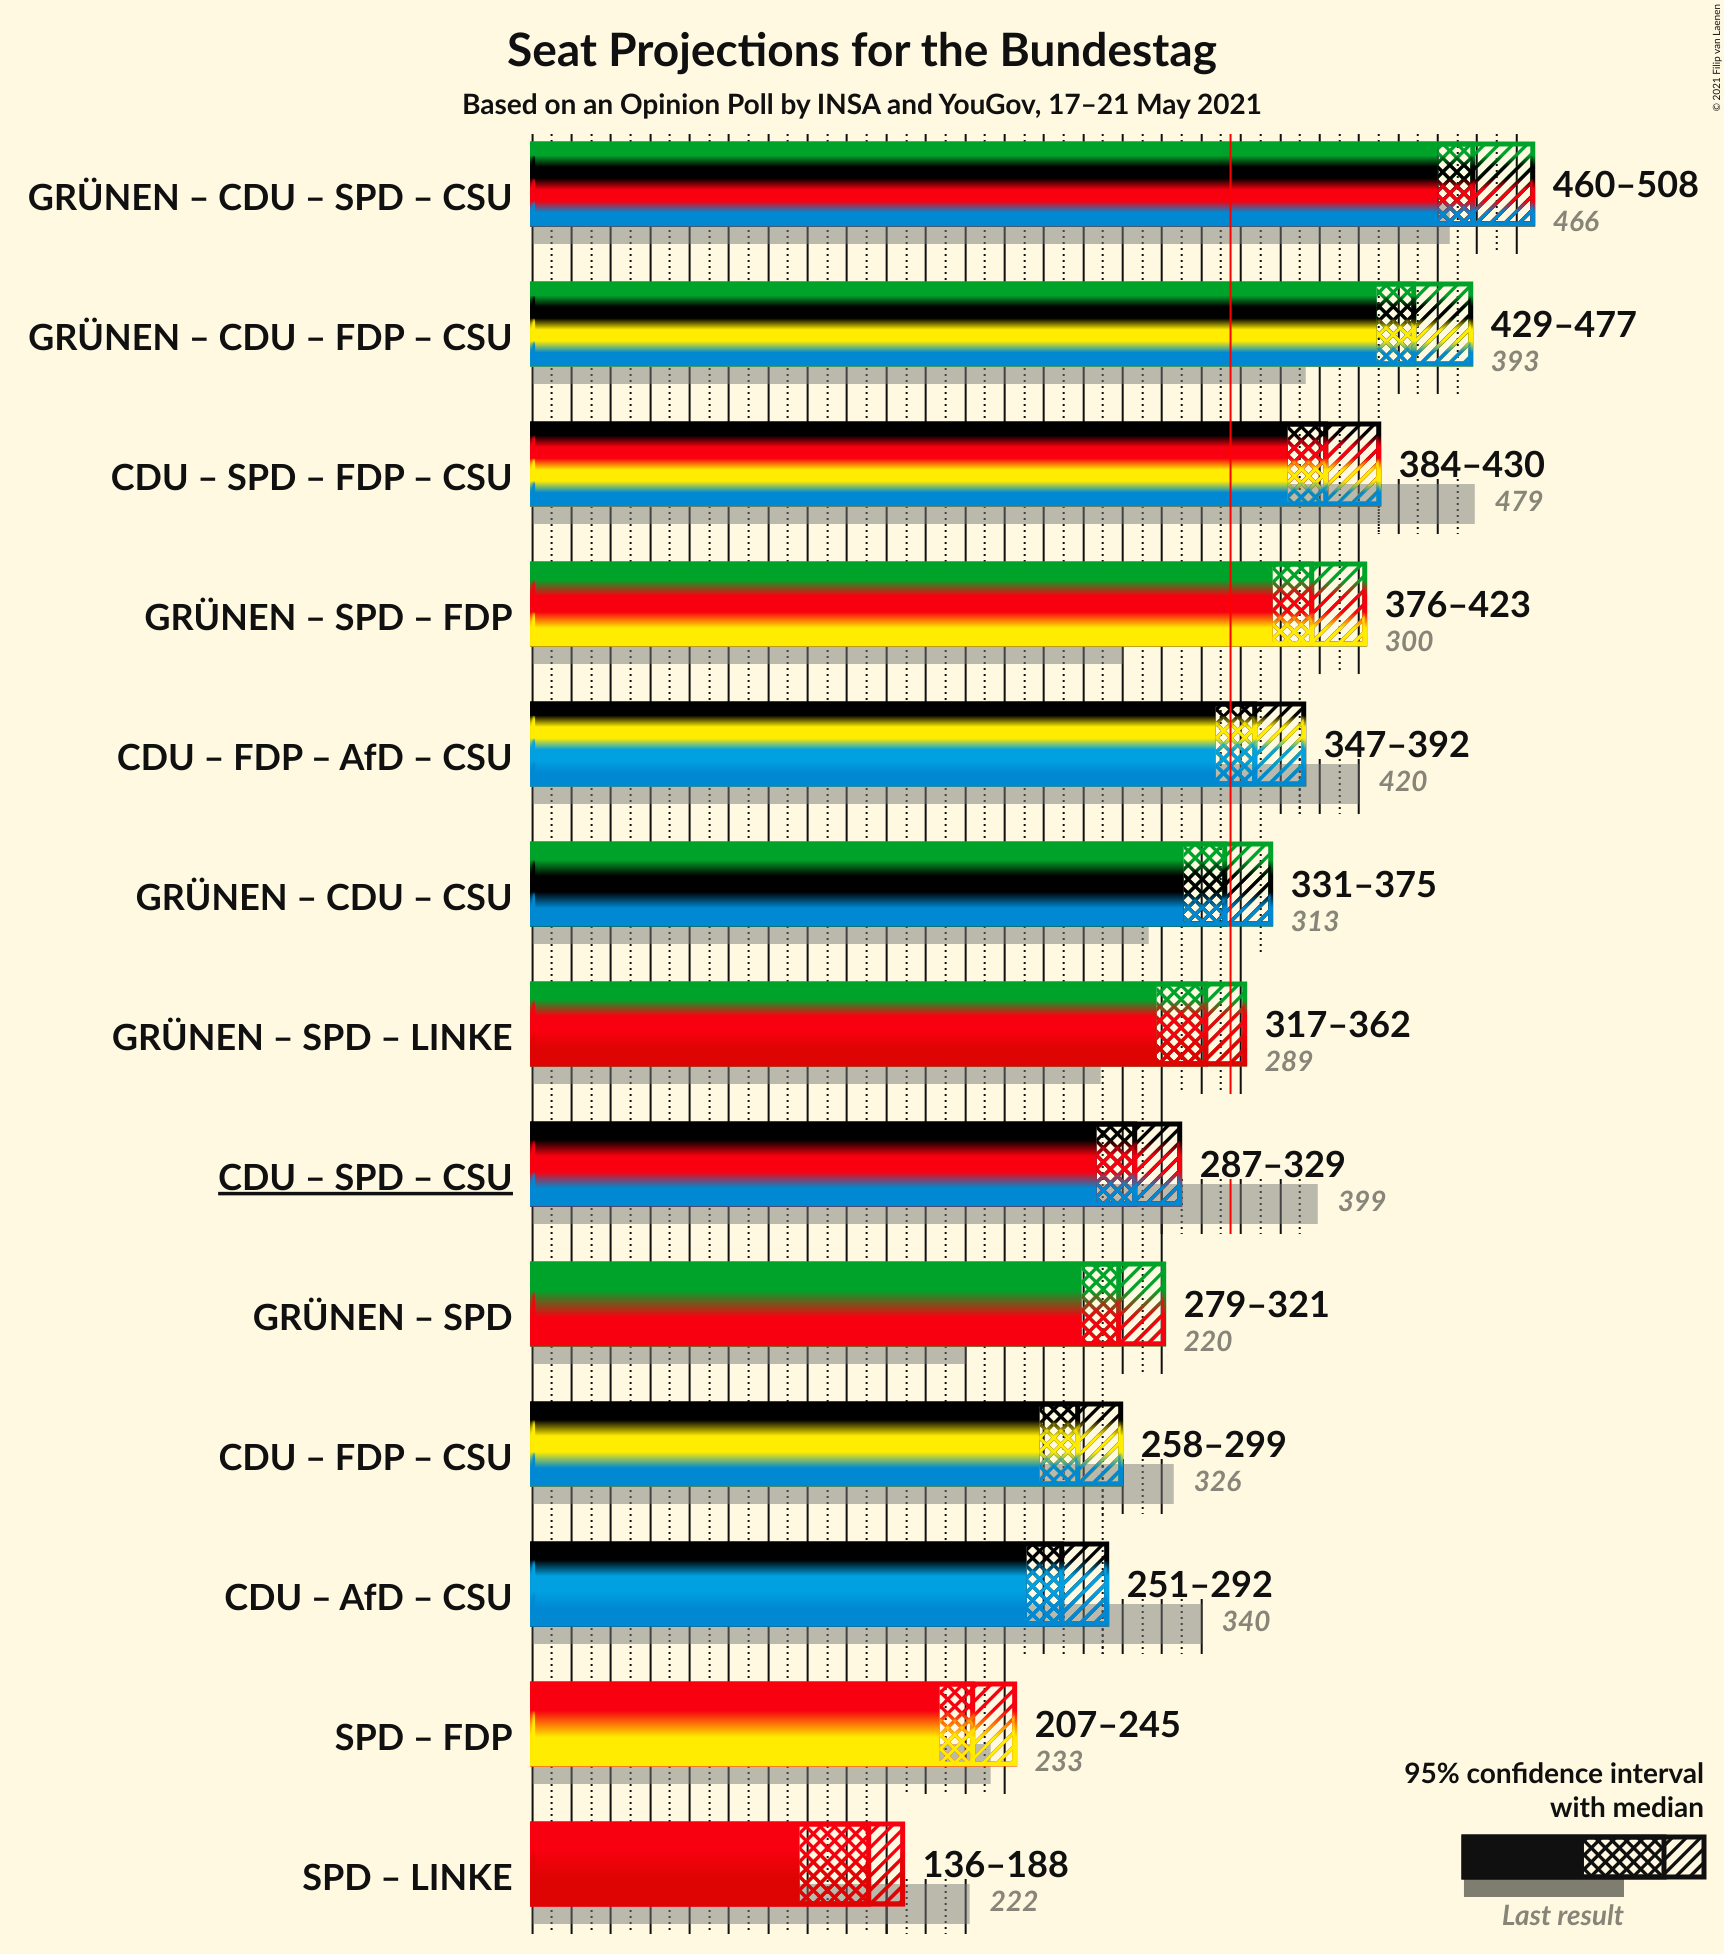 Seat Projections for the Bundestag
Based on an Opinion Poll by INSA and YouGov, 17–21 May 2021
© 2021 Filip van Laenen
GRÜNEN – CDU – SPD – CSU
460–508
466
GRÜNEN – CDU – FDP – CSU
429–477
393
CDU – SPD – FDP – CSU
384–430
479
GRÜNEN – SPD – FDP
376–423
300
CDU – FDP – AfD – CSU
347–392
420
GRÜNEN – CDU – CSU
331–375
313
GRÜNEN – SPD – LINKE
317–362
289
CDU – SPD – CSU
287–329
399
GRÜNEN – SPD
279–321
220
CDU – FDP – CSU
258–299
326
CDU – AfD – CSU
251–292
340
SPD – FDP
207–245
233
SPD – LINKE
136–188
222
95% confidence interval
with median
Last result